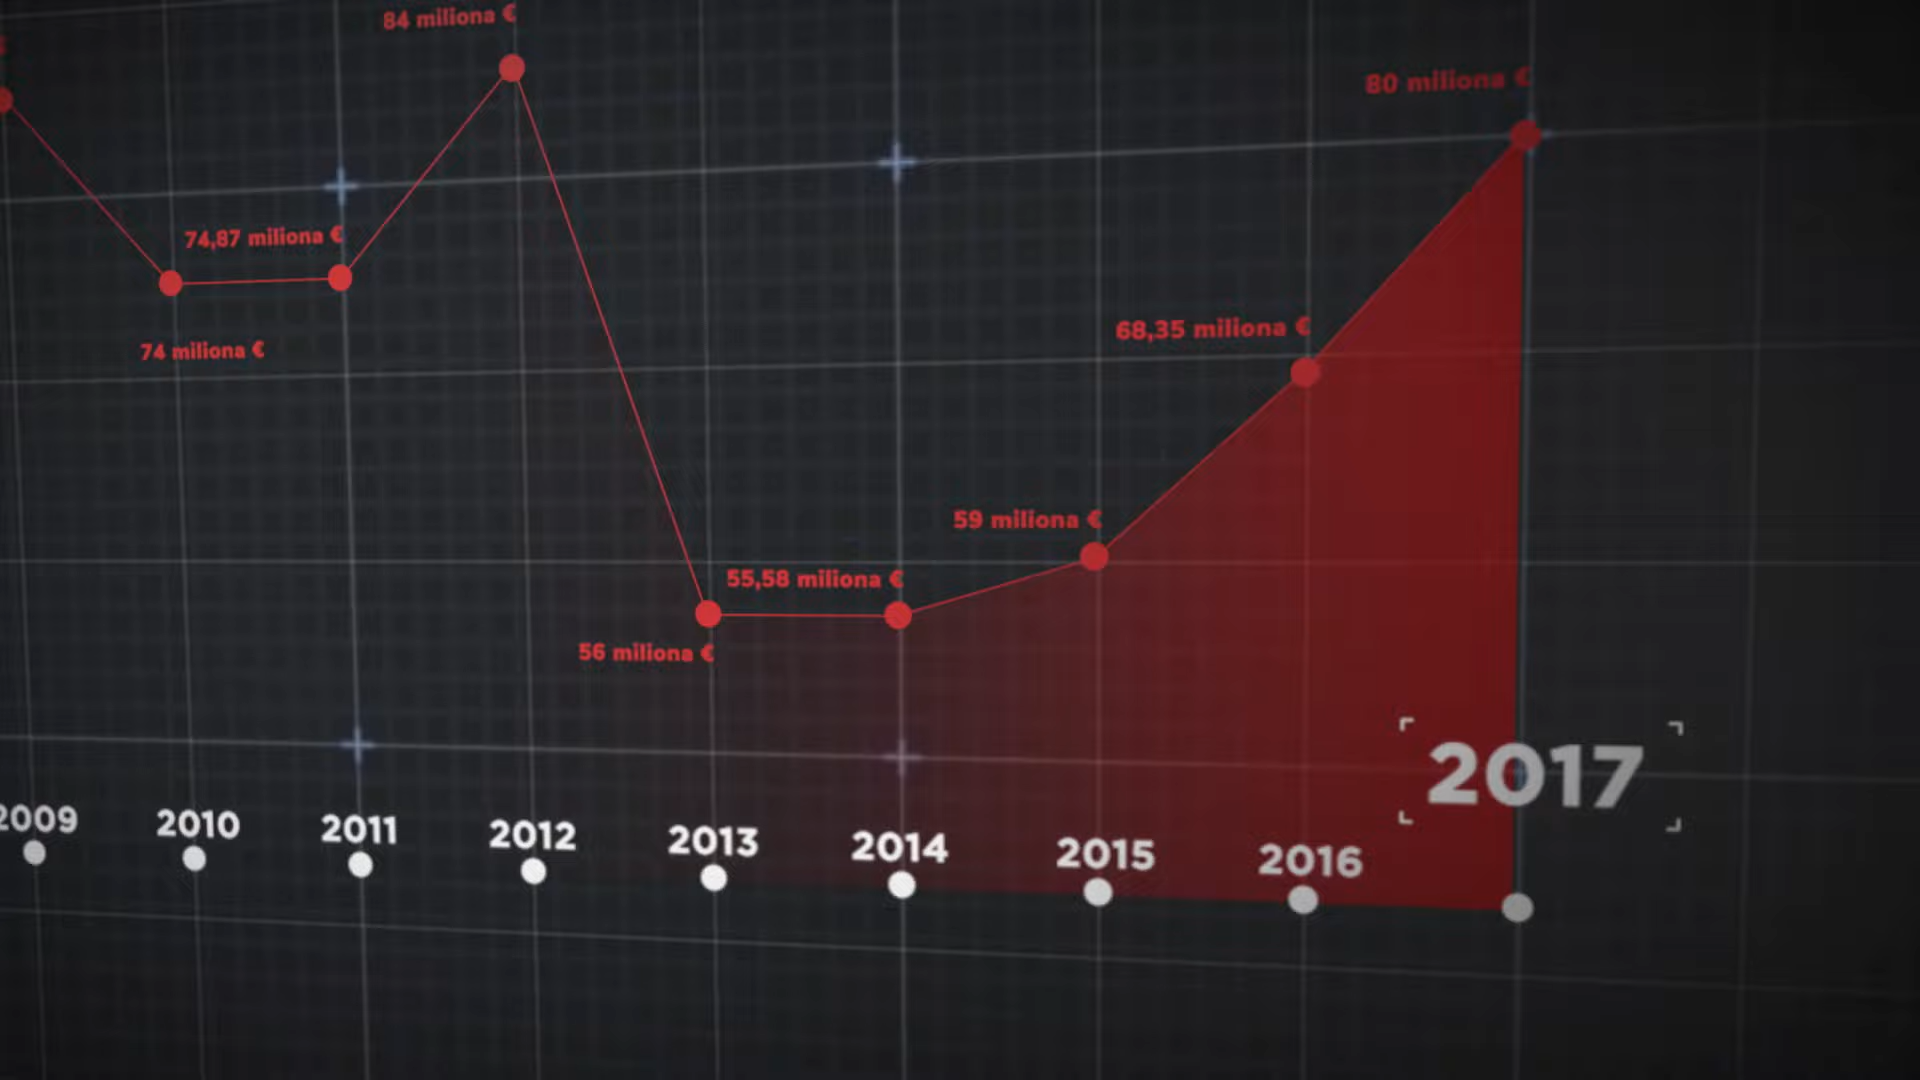 84 miliona €
80 miliona €
74,87 miliona €
68,35 miliona €
74 miliona €
59 miliona €
55,58 miliona €
56 miliona €
2017
2009
2010
2011
2012
2013
2014
2015
2016